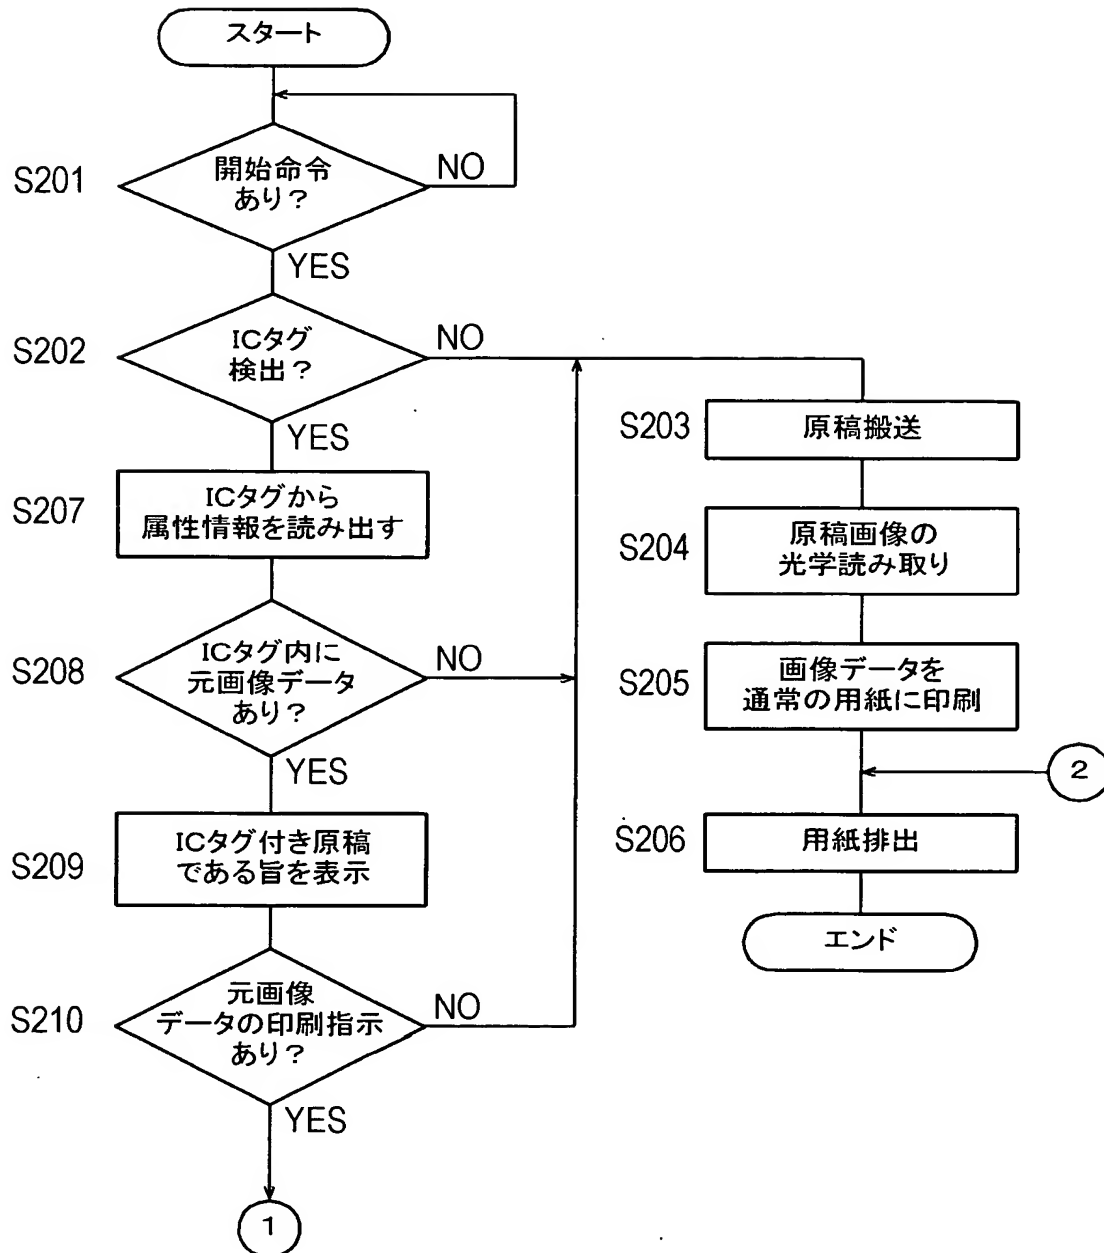 スタート
S201
開始命令
あり？
NO
YES
S202
ICタグ
検出？
NO
YES
S207
ICタグから
属性情報を読み出す
S208
ICタグ内に
元画像データ
あり？
NO
YES
S209
ICタグ付き原稿
である旨を表示
S210
元画像
データの印刷指示
あり？
NO
YES
1
S203
原稿搬送
S204
原稿画像の
光学読み取り
S205
画像データを
通常の用紙に印刷
2
S206
用紙排出
エンド